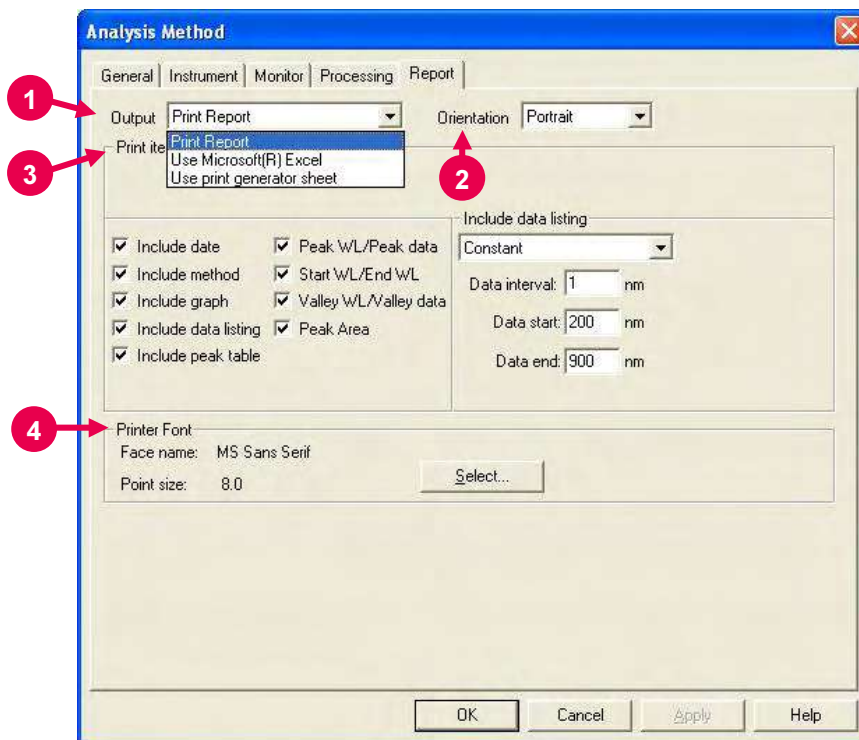 Analysis Method
General Instrument Monitor Processing Report
1
Output Print Report
Orientation Portrait
Print Report
Use Microsoft(R) Excel
Use print generator sheet
2
3
Print ite
Include data listing
Include date
Peak WL/Peak data
Constant
Include method
Start WL/End WL
Data interval: 1 nm
Include graph
Valley WL/Valley data
Include data listing
Peak Area
Data start: 200 nm
Include peak table
Data end: 900 nm
4
Printer Font
Face name: MS Sans Serif
Point size: 8.0
Select...
OK Cancel Apply Help